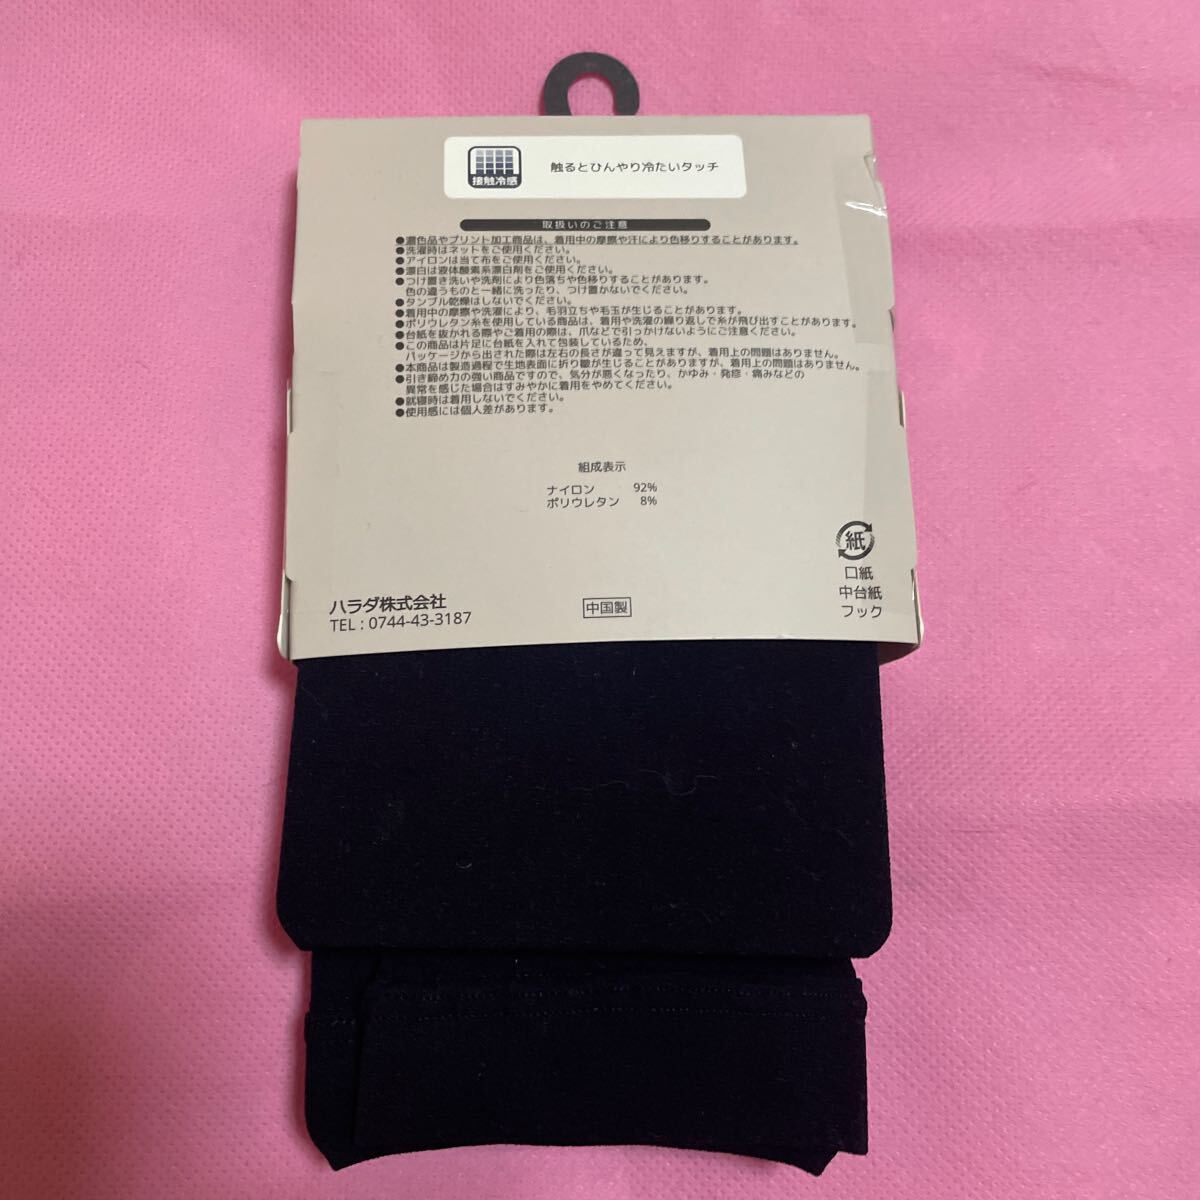 接触冷感
触るとひんやり冷たいタッチ
取扱いのご注意
●濃色品やプリント加工商品は、着用中の摩擦や汗により色移りすることがあります。
●洗濯時はネットをご使用ください。
●アイロンは当て布をご使用ください。
●漂白は液体酸素系漂白剤をご使用ください。
●つけ置き洗いや洗剤により色落ちや色移りすることがあります。
色の違うものと一緒に洗ったり、つけ置かないでください。
●タンブル乾燥はしないでください。
●着用中の摩擦や洗濯により、毛羽立ちや毛玉が生じることがあります。
●ポリウレタン糸を使用している商品は、着用や洗濯の繰り返しで糸が飛び出すことがあります。
●台紙を抜かれる際やご着用の際は、爪などで引っかけないようにご注意ください。
●この商品は片足に台紙を入れて包装しているため、
パッケージから出された際は左右の長さが違って見えますが、着用上の問題はありません。
●本商品は製造過程で生地表面に折り皺が生じることがありますが、着用上の問題はありません。
●引き締め力の強い商品ですので、気分が悪くなったり、かゆみ・発疹・痛みなどの
異常を感じた場合はすみやかに着用をやめてください。
●就寝時は着用しないでください。
●使用感には個人差があります。
組成表示
ナイロン 92%
ポリウレタン 8%
紙
口紙
中台紙
フック
ハラダ株式会社
TEL : 0744-43-3187
中国製